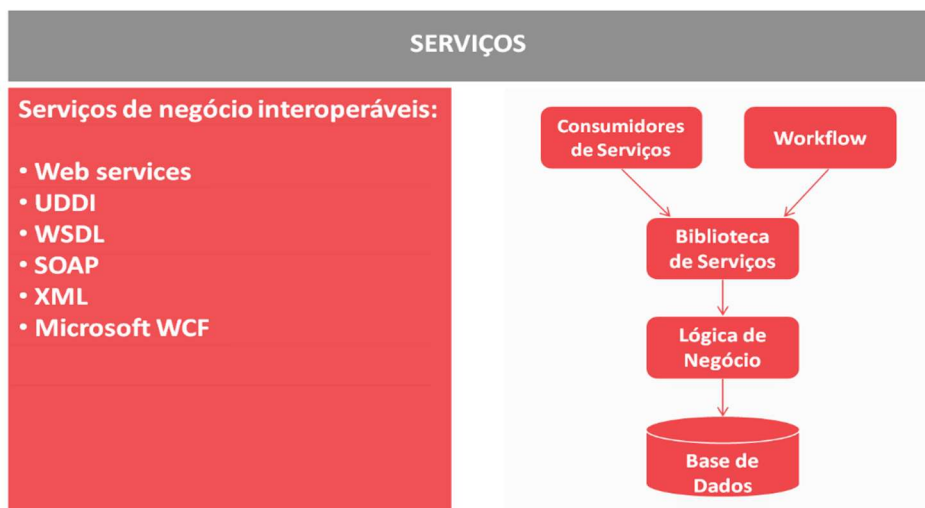 SERVIÇOS
Serviços de negócio interoperáveis:
• Web services
• UDDI
• WSDL
• SOAP
• XML
• Microsoft WCF
Consumidores
de Serviços
Workflow
Biblioteca
de Serviços
Lógica de
Negócio
Base de
Dados